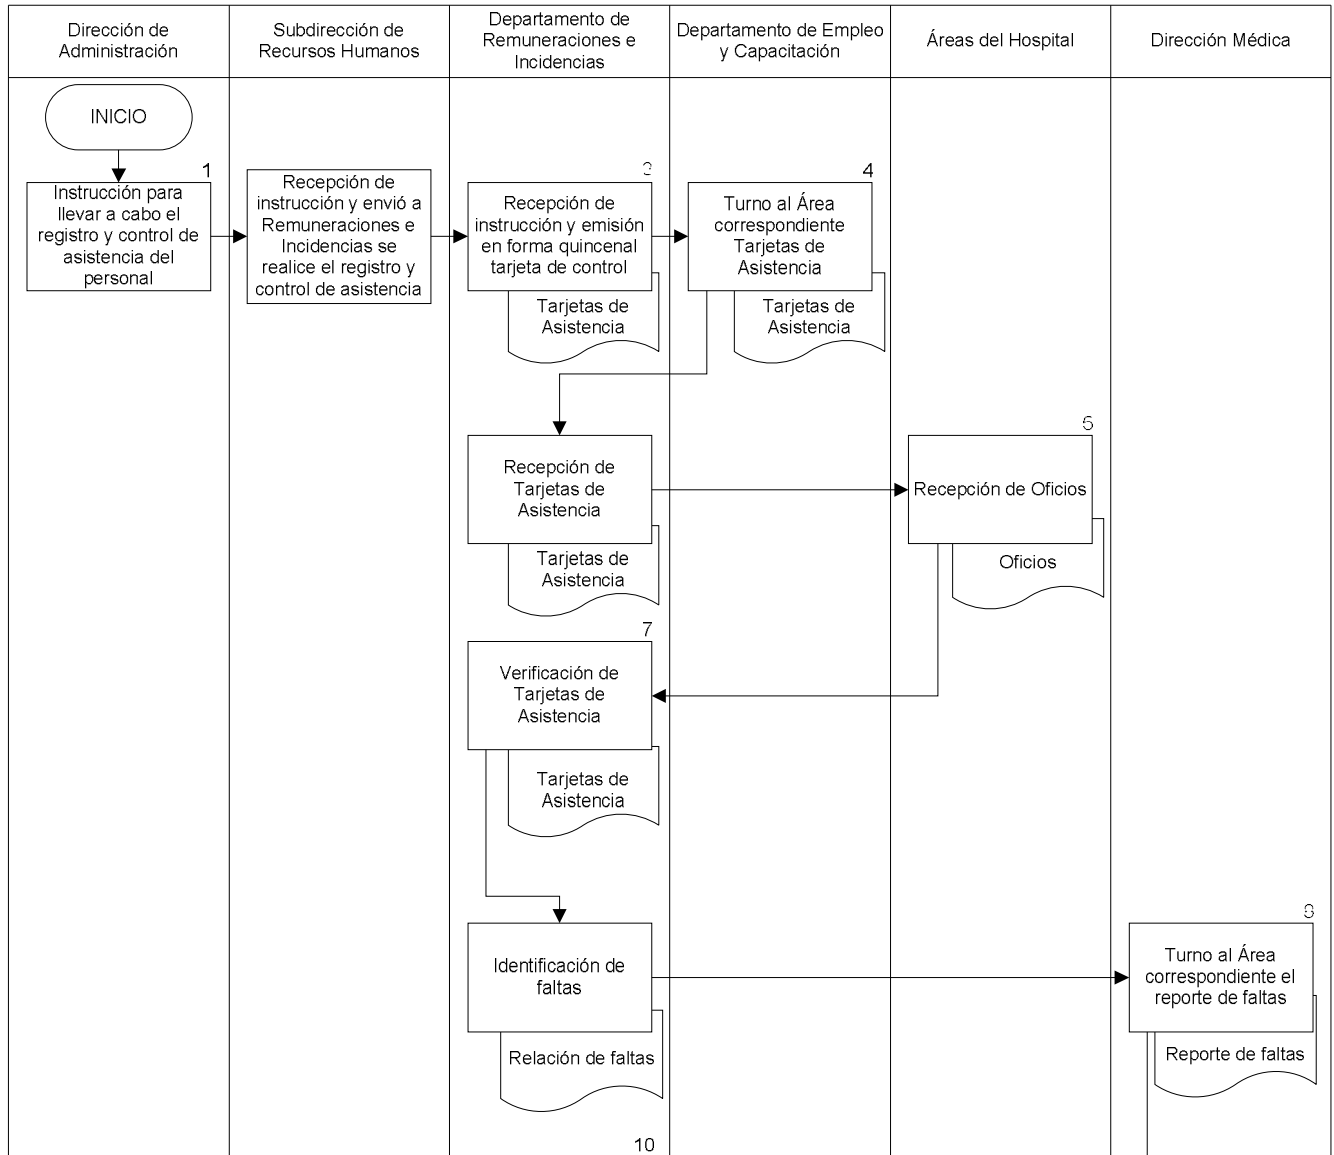 Dirección de
Administración
Subdirección de
Recursos Humanos
Departamento de
Remuneraciones e
Incidencias
Departamento de Empleo
y Capacitación
Áreas del Hospital
Dirección Médica
INICIO
1
Instrucción para
llevar a cabo el
registro y control de
asistencia del
personal
Recepción de
instrucción y envió a
Remuneraciones e
Incidencias se
realice el registro y
control de asistencia
Recepción de
instrucción y emisión
en forma quincenal
tarjeta de control
Tarjetas de
Asistencia
4
Turno al Área
correspondiente
Tarjetas de
Asistencia
Tarjetas de
Asistencia
Recepción de
Tarjetas de
Asistencia
Tarjetas de
Asistencia
Recepción de Oficios
Oficios
7
Verificación de
Tarjetas de
Asistencia
Tarjetas de
Asistencia
Identificación de
faltas
Relación de faltas
Turno al Área
correspondiente el
reporte de faltas
Reporte de faltas
10